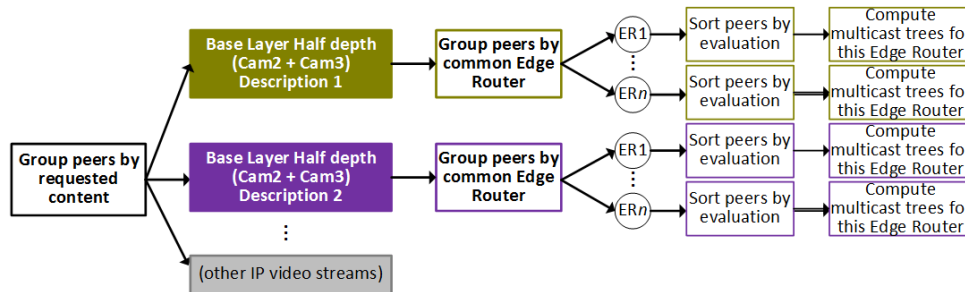 Group peers by
requested
content
Base Layer Half depth
(Cam2 + Cam3)
Description 1
Group peers by
common Edge
Router
ER1
ERn
Sort peers by
evaluation
Compute
multicast trees fo
this Edge Router
Sort peers by
evaluation
Compute
multicast trees fo
this Edge Router
Base Layer Half depth
(Cam2 + Cam3)
Description 2
Group peers by
common Edge
Router
ER1
ERn
Sort peers by
evaluation
Compute
multicast trees fo
this Edge Router
Sort peers by
evaluation
Compute
multicast trees fo
this Edge Router
(other IP video streams)